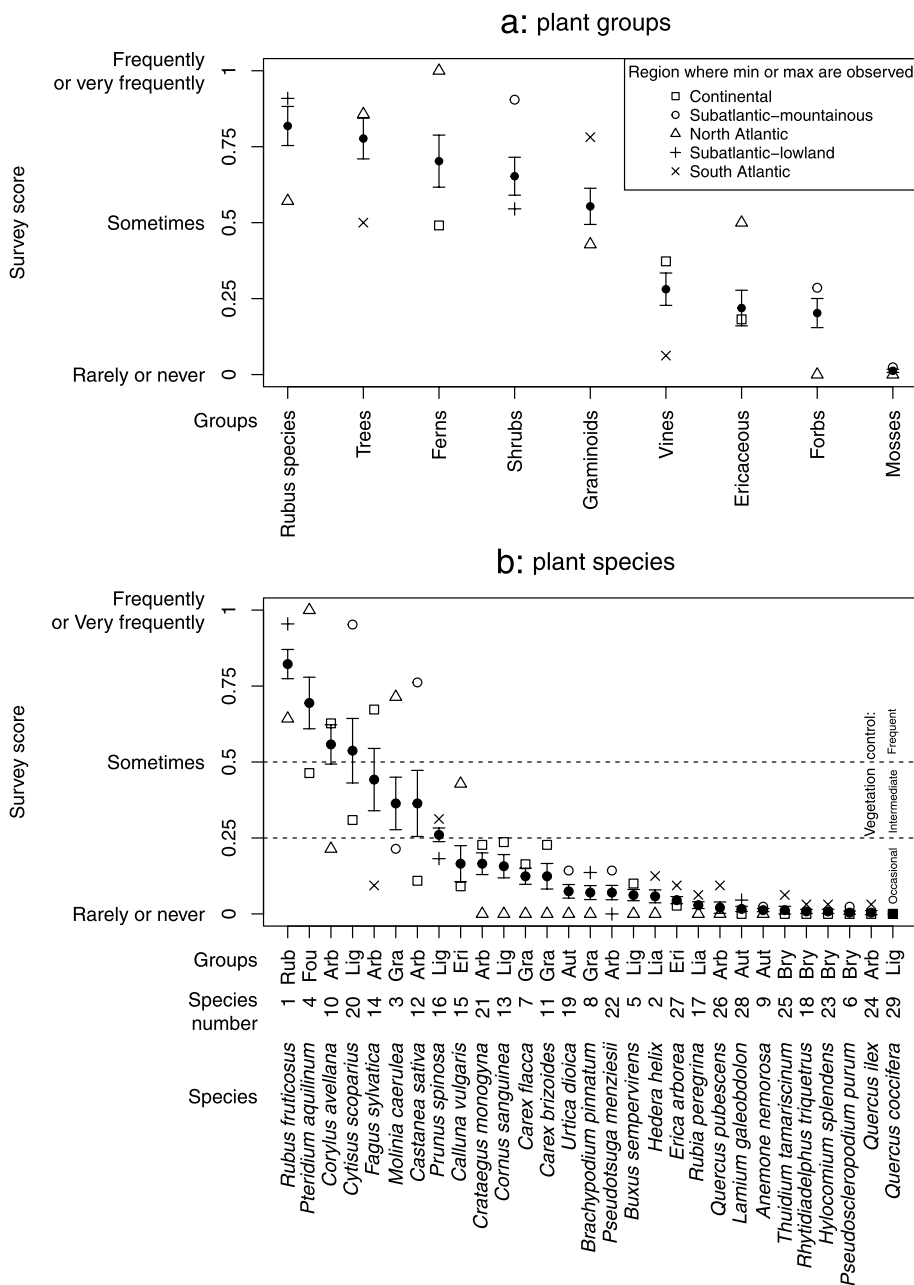 a: plant groups
Frequently
or very frequently
Sometimes
Rarely or never
Survey score
1
0.75
0.5
0.25
0
Region where min or max are observed
Continental
Subatlantic−mountainous
North Atlantic
Subatlantic−lowland
South Atlantic
Groups
Rubus species
Trees
Ferns
Shrubs
Graminoids
Vines
Ericaceous
Forbs
Mosses
b: plant species
Frequently
or Very frequently
Sometimes
Rarely or never
Survey score
1
0.75
0.5
0.25
0
Vegetation control:
Frequent
Intermediate
Occasional
Groups
Rub Fou Arb Lig Arb Gra Arb Lig Eri Arb Lig Gra Gra Aut Gra Arb Lig Lia Eri Lia Arb Aut Aut Bry Bry Bry Bry Arb Lig
Species
number
1 4 10 20 14 3 12 16 15 21 13 7 11 19 8 22 5 2 27 17 26 28 9 25 18 23 6 24 29
Species
Rubus fruticosus
Pteridium aquilinum
Corylus avellana
Cytisus scoparius
Fagus sylvatica
Molinia caerulea
Castanea sativa
Prunus spinosa
Calluna vulgaris
Crataegus monogyna
Cornus sanguinea
Carex flacca
Carex brizoides
Urtica dioica
Brachypodium pinnatum
Pseudotsuga menziesii
Buxus sempervirens
Hedera helix
Erica arborea
Rubia peregrina
Quercus pubescens
Lamium galeobdolon
Anemone nemorosa
Thuidium tamariscinum
Rhytidiadelphus triquetrus
Hylocomium splendens
Pseudoscleropodium purum
Quercus ilex
Quercus coccifera